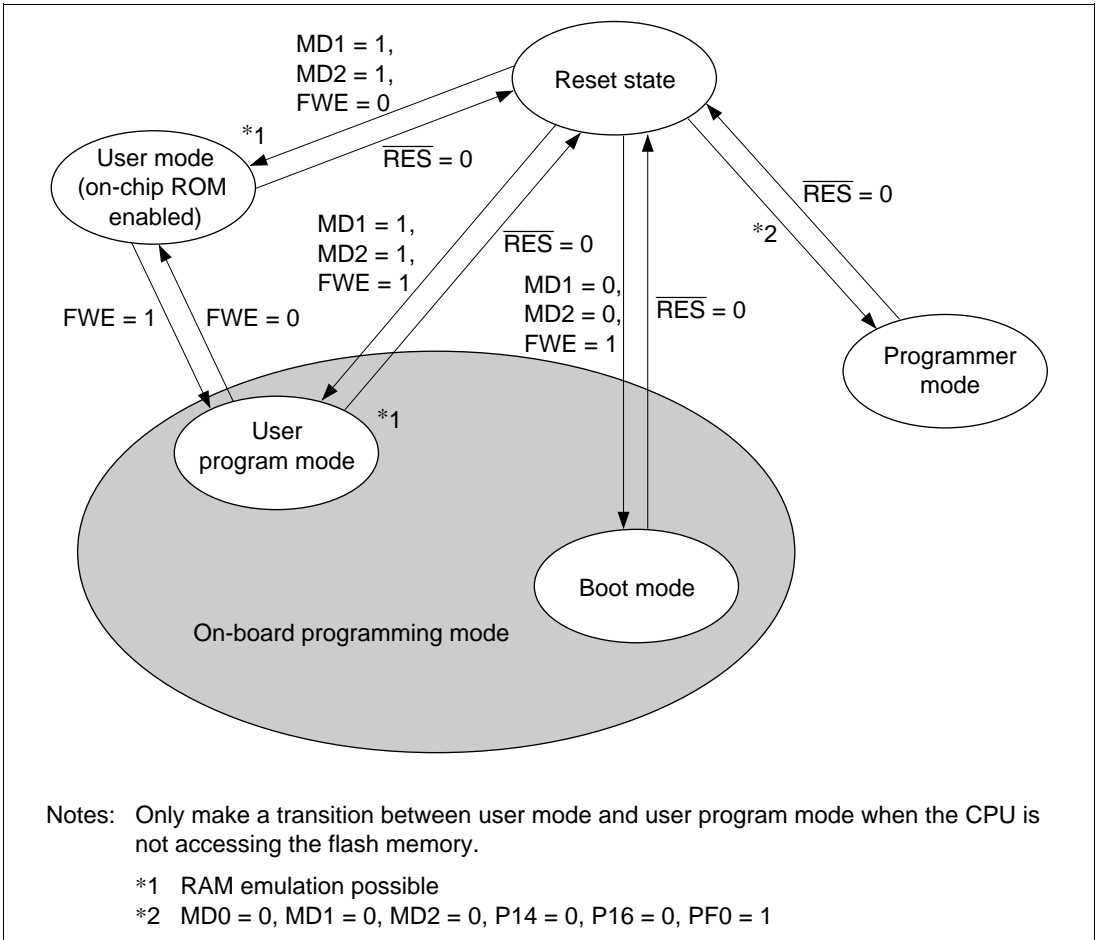 MD1 = 1,
MD2 = 1,
FWE = 0
Reset state
*1
User mode
(on-chip ROM
enabled)
RES = 0
RES = 0
*2
MD1 = 1,
MD2 = 1,
FWE = 1
RES = 0
MD1 = 0,
MD2 = 0,
FWE = 1
RES = 0
FWE = 1
FWE = 0
Programmer
mode
*1
User
program mode
Boot mode
On-board programming mode
Notes: Only make a transition between user mode and user program mode when the CPU is
not accessing the flash memory.
*1 RAM emulation possible
*2 MD0 = 0, MD1 = 0, MD2 = 0, P14 = 0, P16 = 0, PF0 = 1